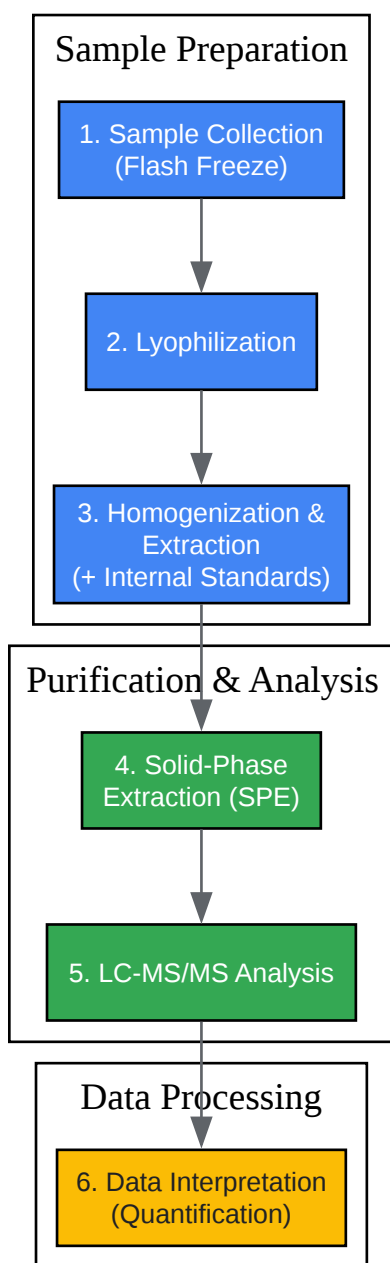 Sample Preparation
1. Sample Collection
(Flash Freeze)
2. Lyophilization
3. Homogenization &
Extraction
(+ Internal Standards)
Purification & Analysis
4. Solid-Phase
Extraction (SPE)
5. LC-MS/MS Analysis
Data Processing
6. Data Interpretation
(Quantification)